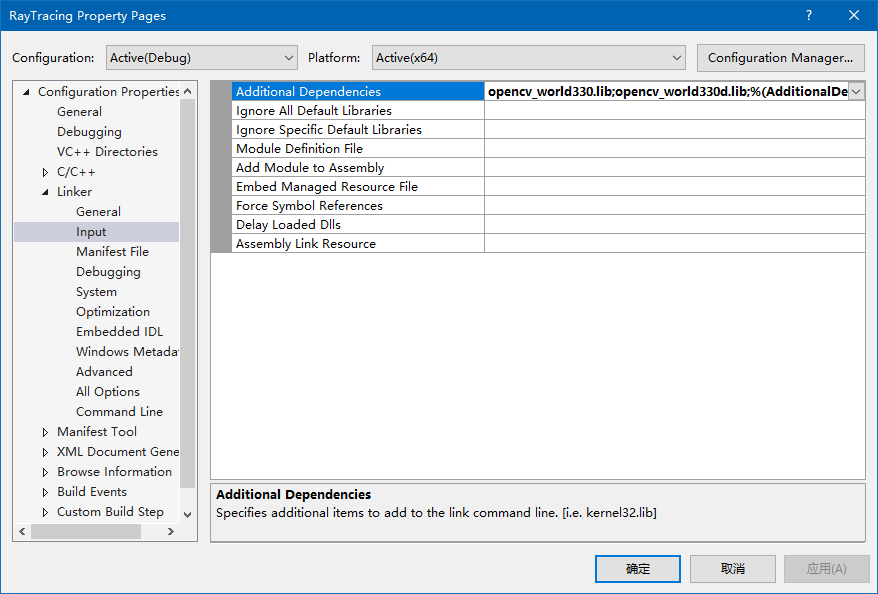 RayTracing Property Pages
Configuration: Active(Debug) Platform: Active(x64) Configuration Manager...
Configuration Properties
General
Debugging
VC++ Directories
C/C++
Linker
General
Input
Manifest File
Debugging
System
Optimization
Embedded IDL
Windows Metada
Advanced
All Options
Command Line
Manifest Tool
XML Document Gene
Browse Information
Build Events
Custom Build Step
Additional Dependencies opencv_world330.lib;opencv_world330d.lib;%(AdditionalDe
Ignore All Default Libraries
Ignore Specific Default Libraries
Module Definition File
Add Module to Assembly
Embed Managed Resource File
Force Symbol References
Delay Loaded Dlls
Assembly Link Resource
Additional Dependencies
Specifies additional items to add to the link command line. [i.e. kernel32.lib]
确定 取消 应用(A)